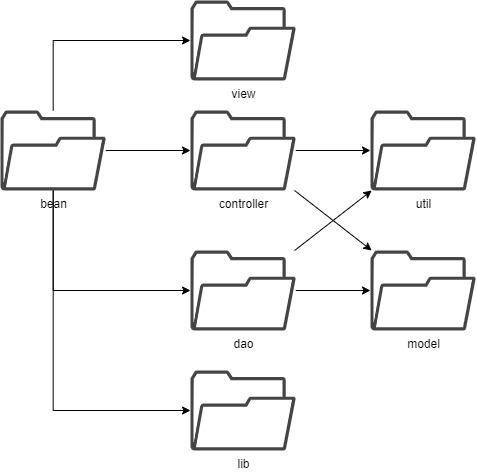 view
bean
controller
util
dao
model
lib